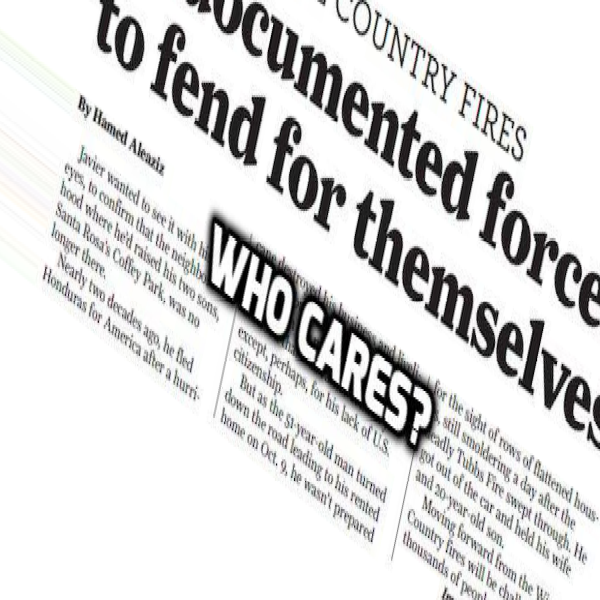 COUNTRY FIRES
documented force
to fend for themselves
By Hamed Aleaziz
Javier wanted to see it with
eyes, to confirm that the neighbo
hood where he'd raised his two sons,
Santa Rosa's Coffey Park, was no
longer there.
Nearly two decades ago, he fled
Honduras for America after a hurri-
except, perhaps, for his lack of U.S.
citizenship.
But as the 51-year-old man turned
down the road leading to his rented
home on Oct. 9, he wasn't prepared
for the sight of rows of flattened hous-
still smoldering a day after the
eadly Tubbs Fire swept through. He
got out of the car and held his wife
and 20-year-old son.
Moving forward from the Wi
Country fires will be chall
thousands of peopl
WHO CARES?